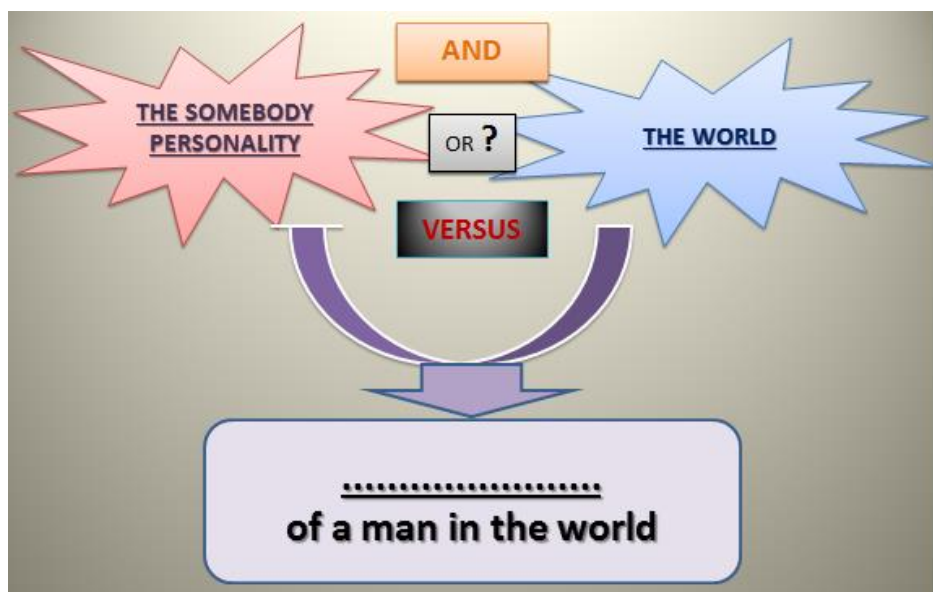 AND
THE SOMEBODY
PERSONALITY
OR ?
THE WORLD
VERSUS
.......................
of a man in the world